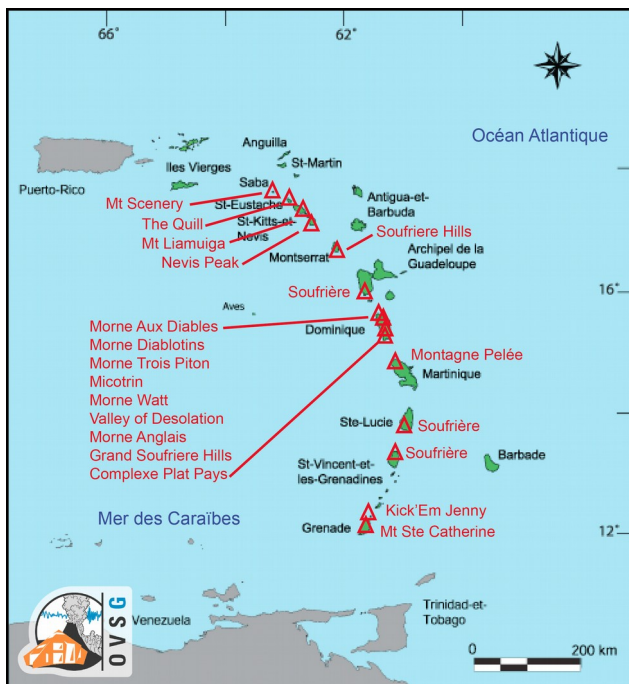 66°
62°
Océan Atlantique
Anguilla
St-Martin
Iles Vierges
Puerto-Rico
Saba
Mt Scenery
St-Eustache
Antigua-et-
Barbuda
The Quill
St-Kitts-et-
Nevis
Mt Liamuiga
Soufriere Hills
Nevis Peak
Montserrat
Archipel de la
Guadeloupe
Soufrière
16°
Aves
Morne Aux Diables
Dominique
Morne Diablotins
Morne Trois Piton
Micotrin
Morne Watt
Valley of Desolation
Morne Anglais
Grand Soufriere Hills
Complexe Plat Pays
Montagne Pelée
Martinique
Ste-Lucie
Soufrière
Soufrière
St-Vincent-et-
les-Grenadines
Barbade
Mer des Caraïbes
Kick'Em Jenny
Grenade
Mt Ste Catherine
12°
OVSG
Venezuela
Trinidad-et-
Tobago
0
200 km